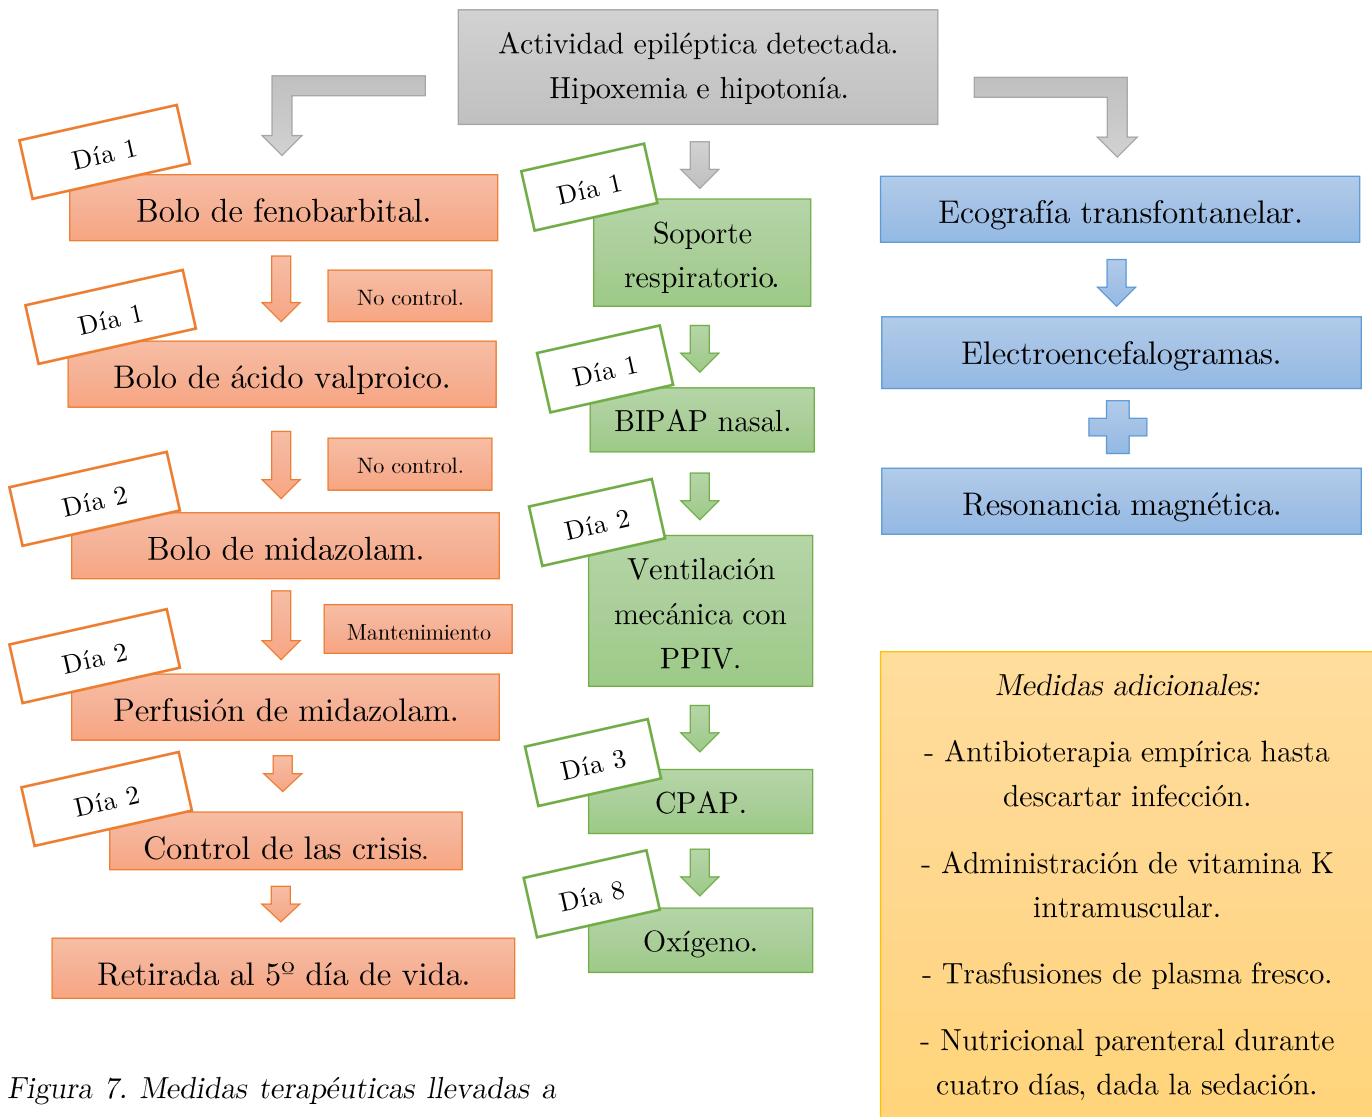 Actividad epiléptica detectada.
Hipoxemia e hipotonía.
Día 1
Bolo de fenobarbital.
No control.
Día 1
Bolo de ácido valproico.
No control.
Día 2
Bolo de midazolam.
Mantenimiento
Día 2
Perfusión de midazolam.
Día 2
Control de las crisis.
Retirada al 5º día de vida.
Día 1
Soporte
respiratorio.
Día 1
BIPAP nasal.
Día 2
Ventilación
mecánica con
PPIV.
Día 3
CPAP.
Día 8
Oxígeno.
Ecografía transfontanelar.
Electroencefalogramas.
Resonancia magnética.
Medidas adicionales:
- Antibioterapia empírica hasta
descartar infección.
- Administración de vitamina K
intramuscular.
- Trasfusiones de plasma fresco.
- Nutricional parenteral durante
cuatro días, dada la sedación.
Figura 7. Medidas terapéuticas llevadas a